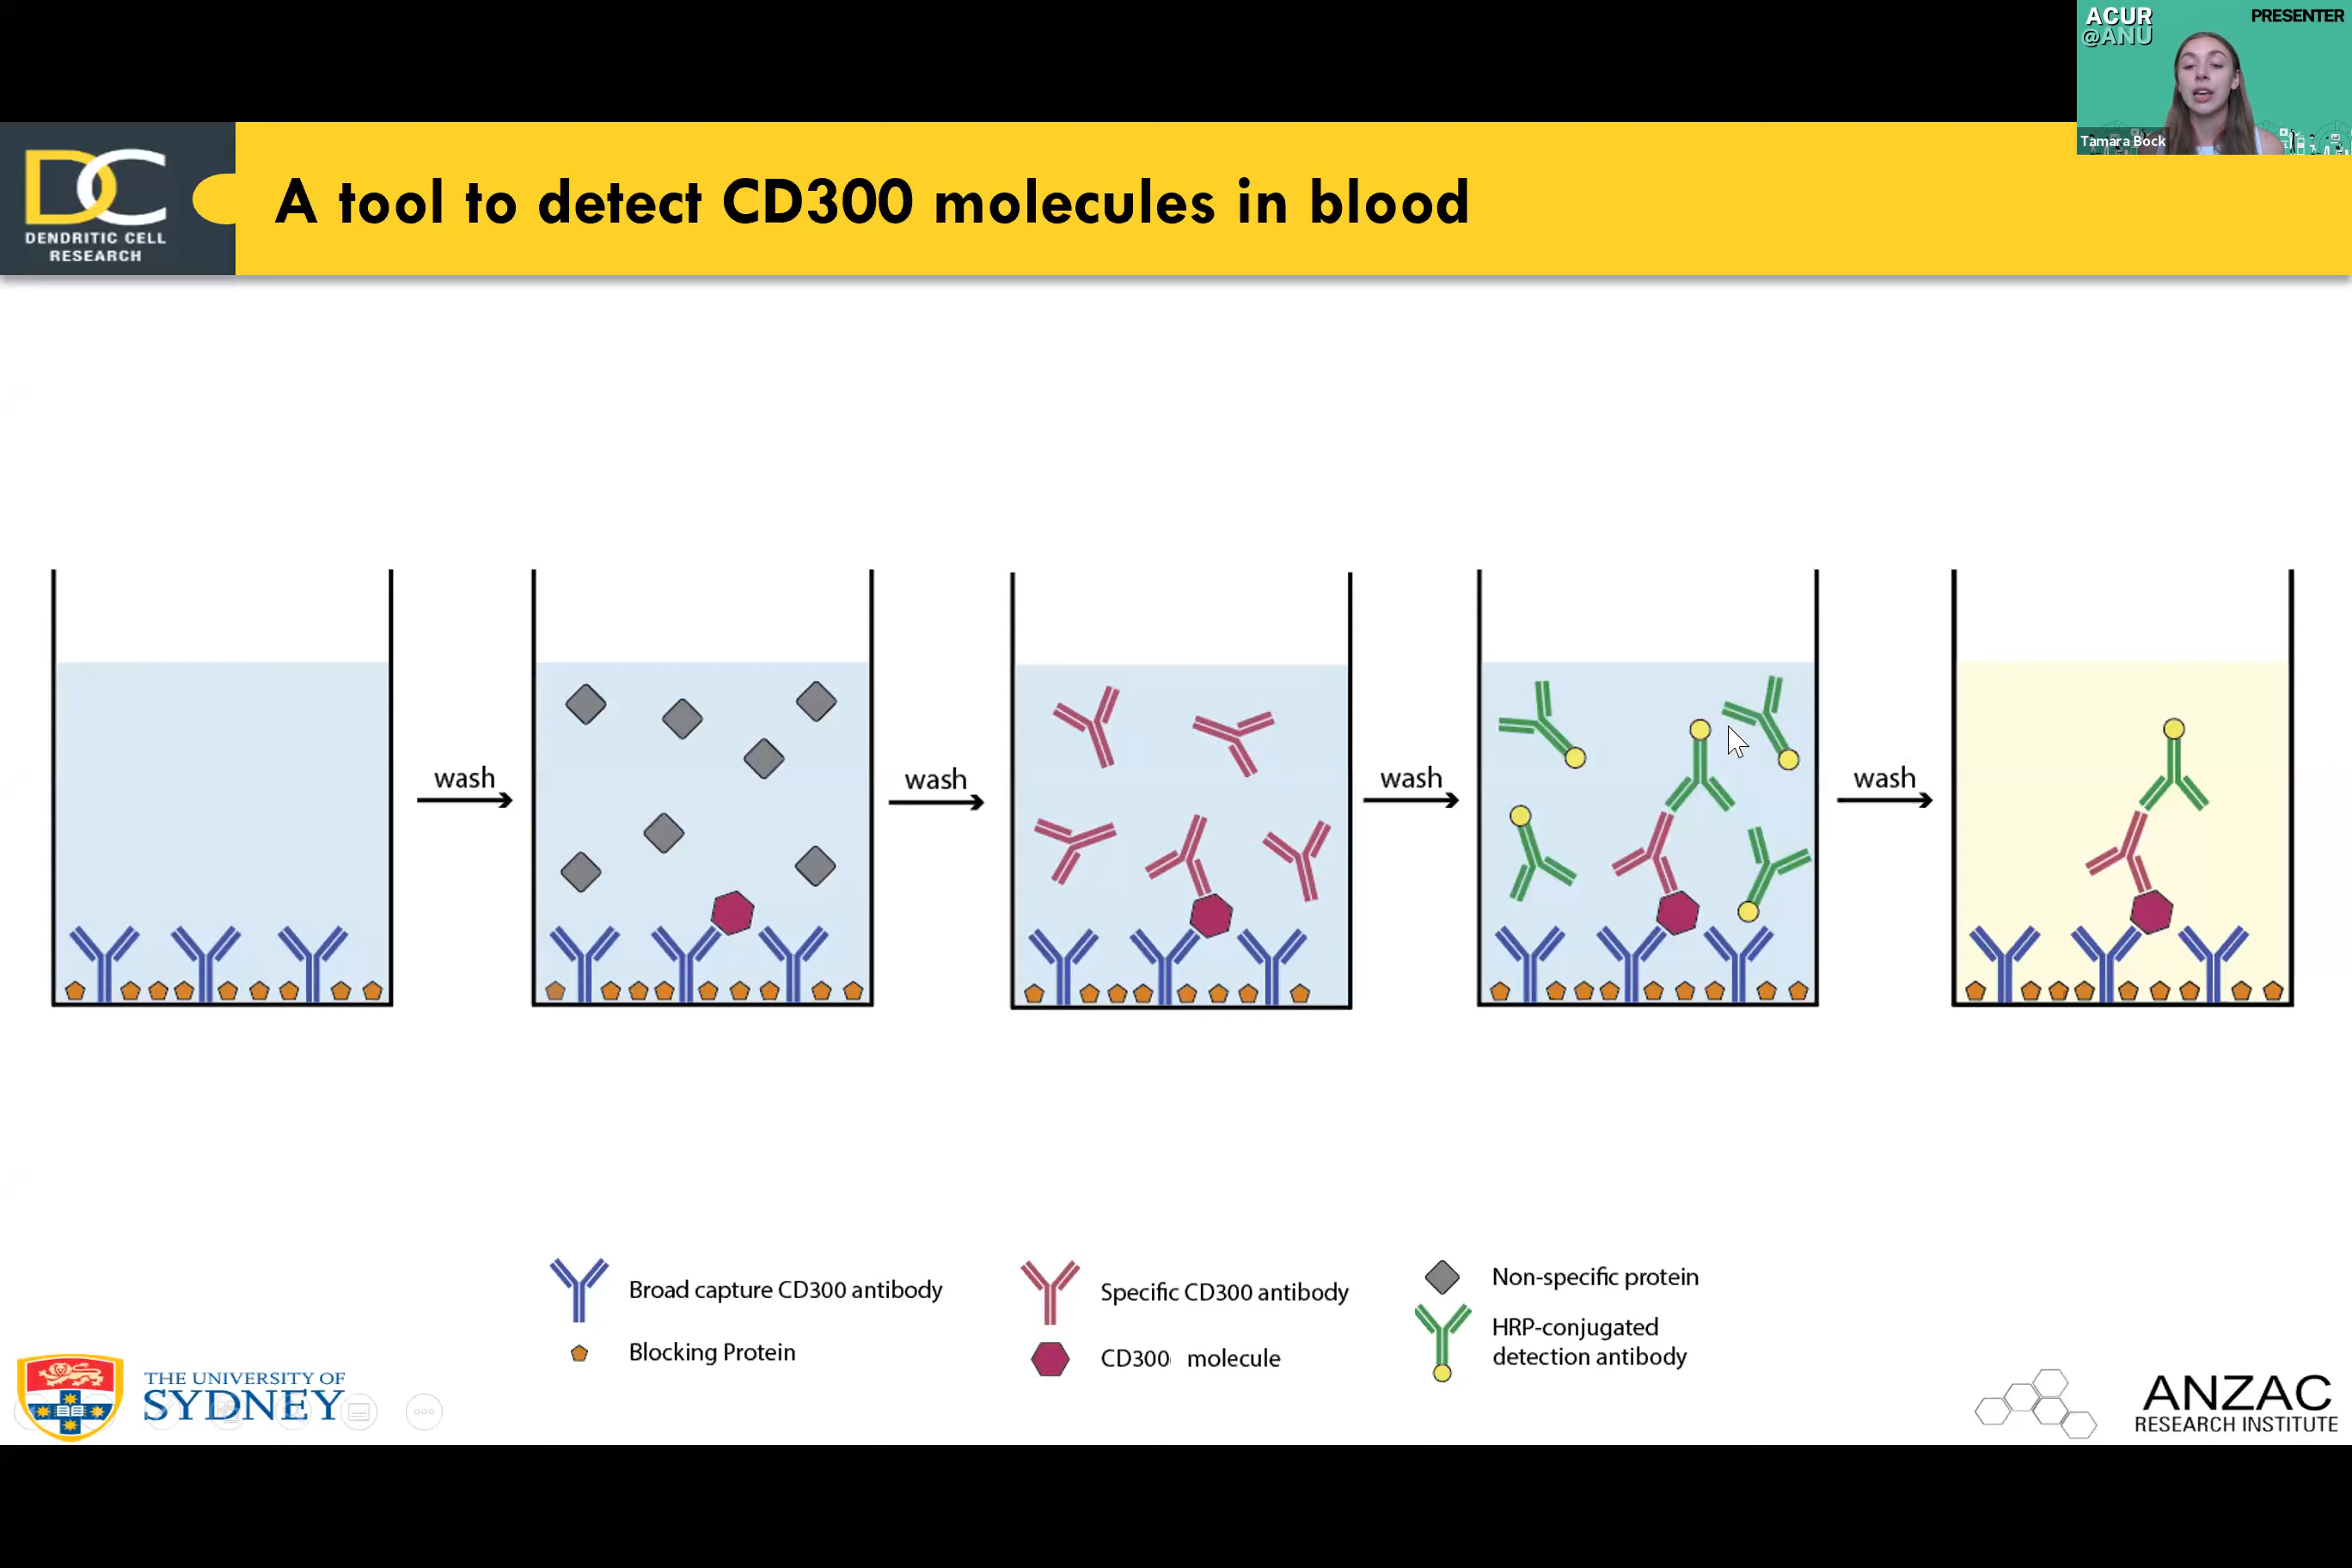 ACUR
@ANU
PRESENTER
Tamara Bock
DC
DENDRITIC CELL
RESEARCH
A tool to detect CD300 molecules in blood
wash
wash
wash
wash
Broad capture CD300 antibody
Blocking Protein
Specific CD300 antibody
CD300 molecule
Non-specific protein
HRP-conjugated
detection antibody
THE UNIVERSITY OF
SYDNEY
ANZAC
RESEARCH INSTITUTE